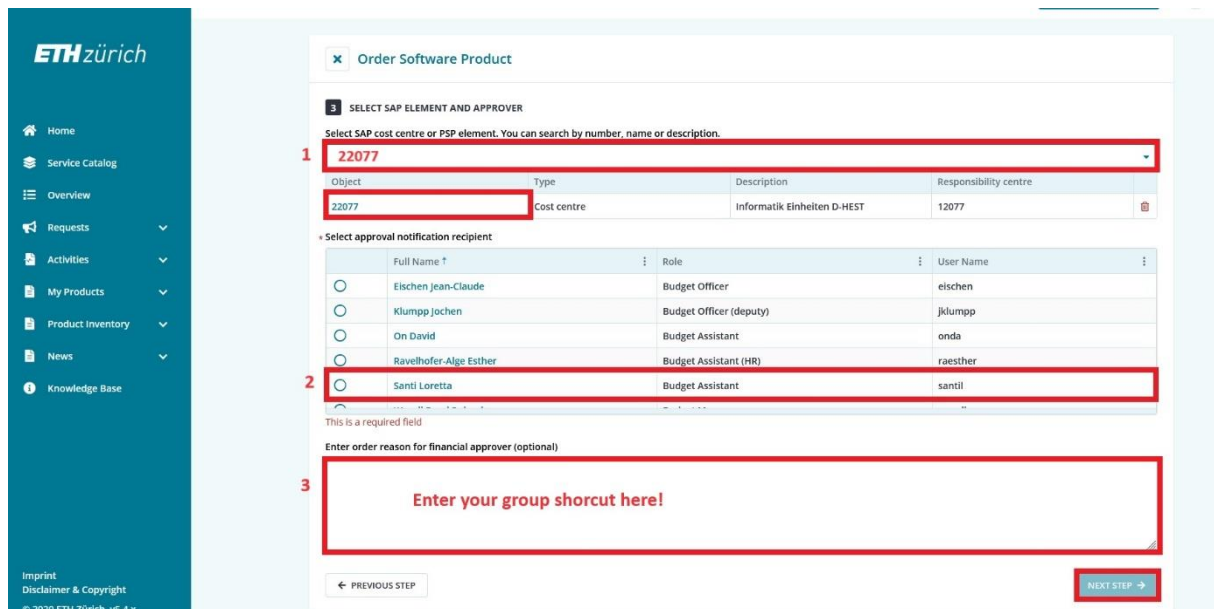 ETH zürich
Home
Service Catalog
Overview
Requests
Activities
My Products
Product Inventory
News
Knowledge Base
Imprint
Disclaimer & Copyright
Order Software Product
3 SELECT SAP ELEMENT AND APPROVER
Select SAP cost centre or PSP element. You can search by number, name or description.
1 22077
Object Type Description Responsibility centre
22077 Cost centre Informatik Einheiten D-HEST 12077
* Select approval notification recipient
Full Name ↑ Role User Name
Eischen Jean-Claude Budget Officer eischen
Klumpp Jochen Budget Officer (deputy) jklumpp
On David Budget Assistant onda
Ravelhofer-Alge Esther Budget Assistant (HR) raesther
2 Santi Loretta Budget Assistant santil
This is a required field
Enter order reason for financial approver (optional)
3 Enter your group shorcut here!
← PREVIOUS STEP
NEXT STEP →